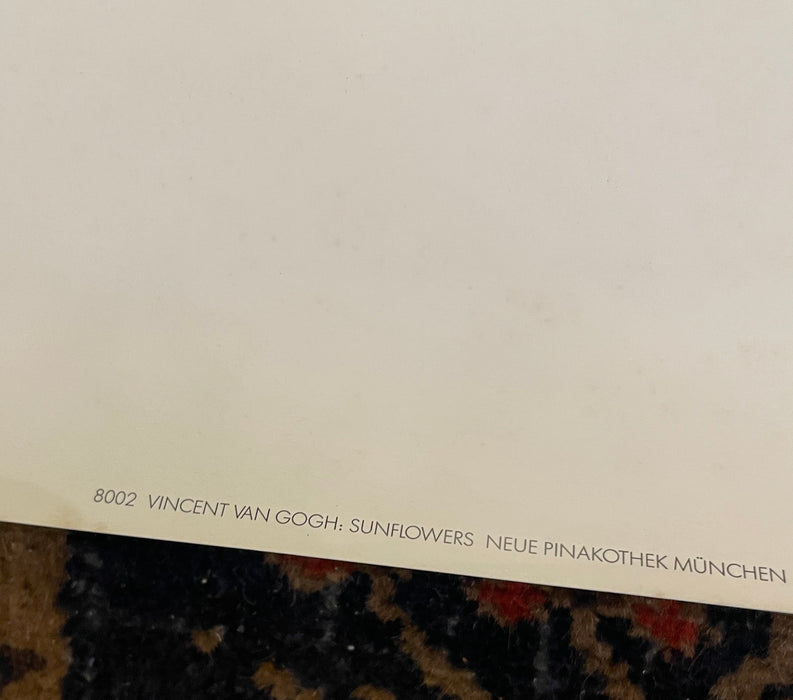 8002 VINCENT VAN GOGH: SUNFLOWERS NEUE PINAKOTHEK MÜNCHEN